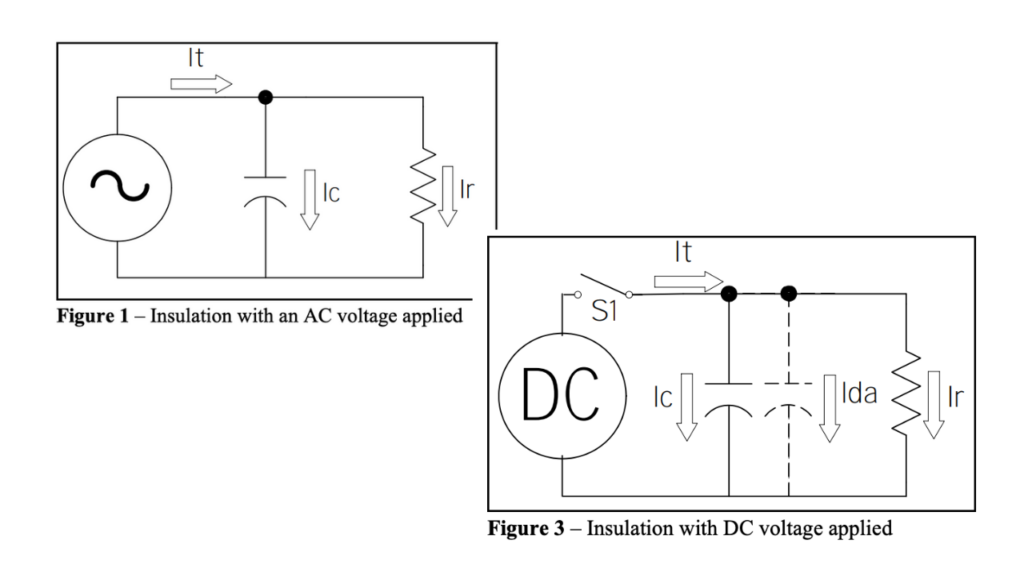 It
Ic
Ir
Figure 1 – Insulation with an AC voltage applied
It
S1
DC
Ic
Ida
Ir
Figure 3 – Insulation with DC voltage applied